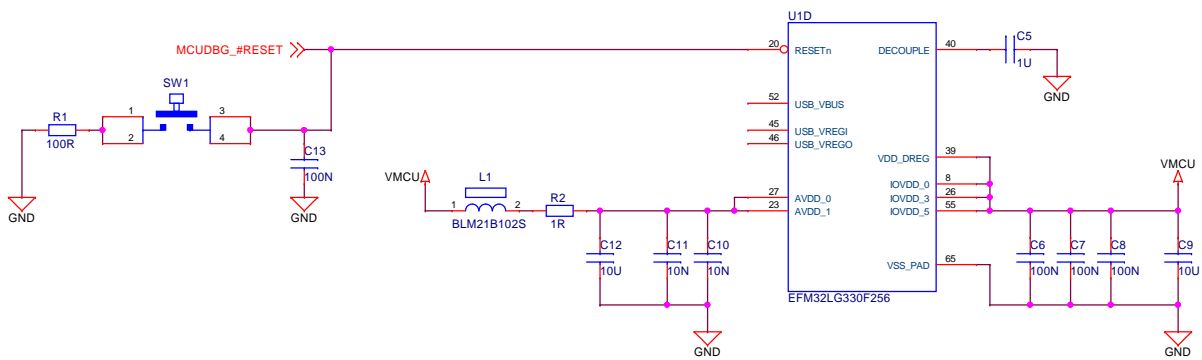 U1D
MCUDBG_#RESET
20
RESETn
DECOUPLE
40
C5
1U
GND
SW1
R1
100R
1
2
3
4
C13
100N
GND
GND
52
USB_VBUS
45
USB_VREGI
46
USB_VREGO
VDD_DREG
39
IOVDD_0
8
IOVDD_3
26
IOVDD_5
55
VMCU
VMCU
L1
1
2
BLM21B102S
R2
1R
27
AVDD_0
23
AVDD_1
C12
10U
C11
10N
C10
10N
GND
VSS_PAD
65
C6
100N
C7
100N
C8
100N
C9
10U
GND
EFM32LG330F256